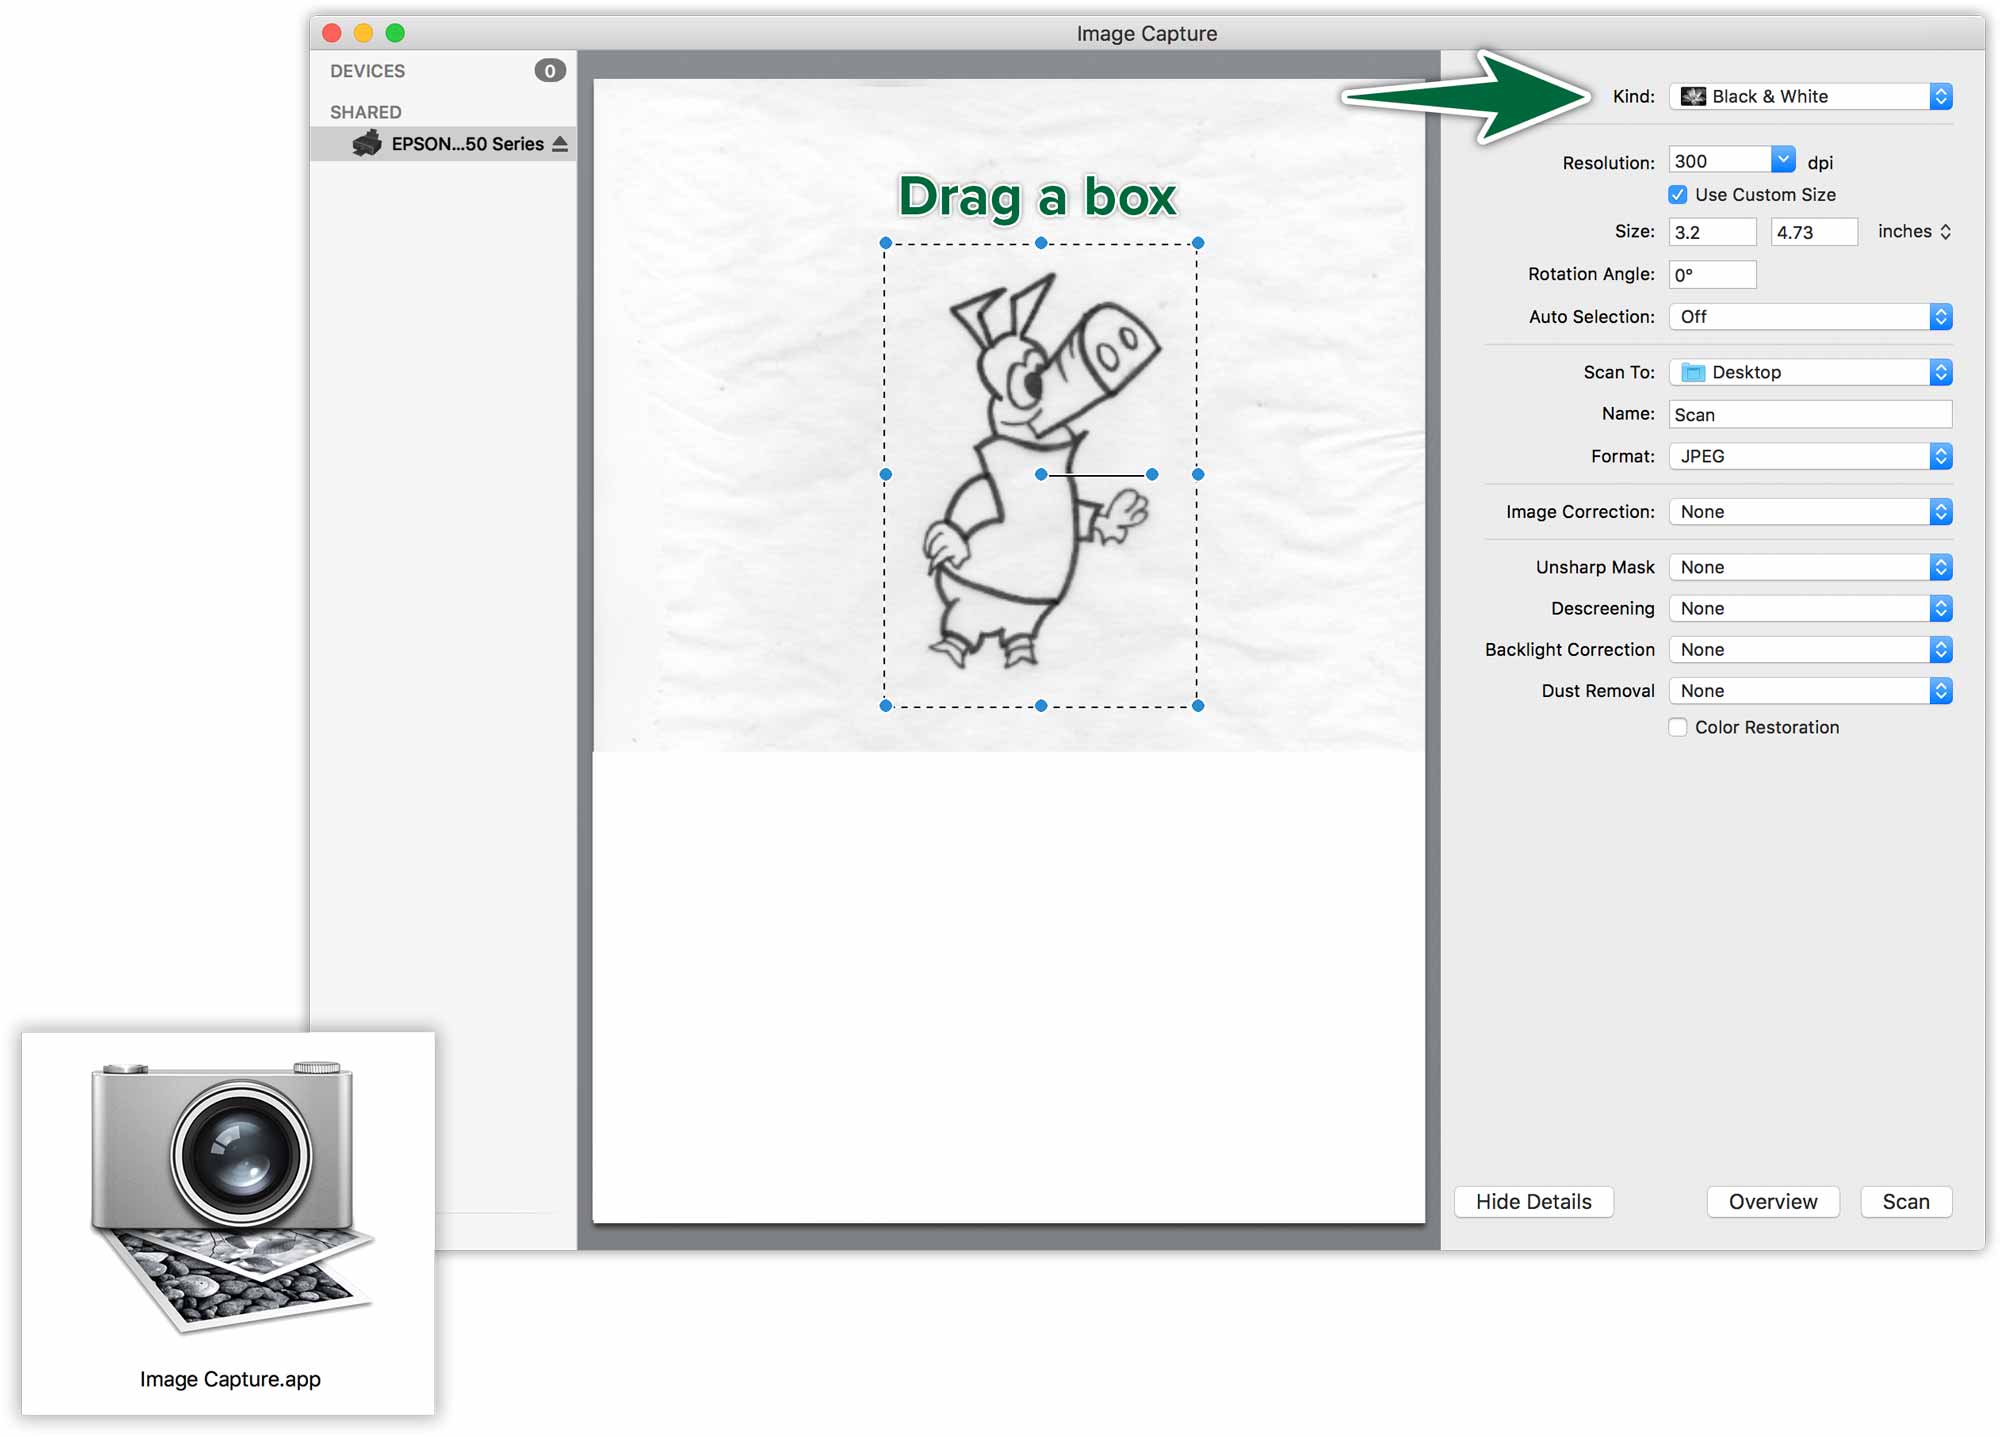 Image Capture
DEVICES 0
SHARED
EPSON...50 Series
Drag a box
Kind: Black & White
Resolution: 300 dpi
Use Custom Size
Size: 3.2 4.73 inches
Rotation Angle: 0°
Auto Selection: Off
Scan To: Desktop
Name: Scan
Format: JPEG
Image Correction: None
Unsharp Mask None
Descreening None
Backlight Correction None
Dust Removal None
Color Restoration
Hide Details Overview Scan
Image Capture.app